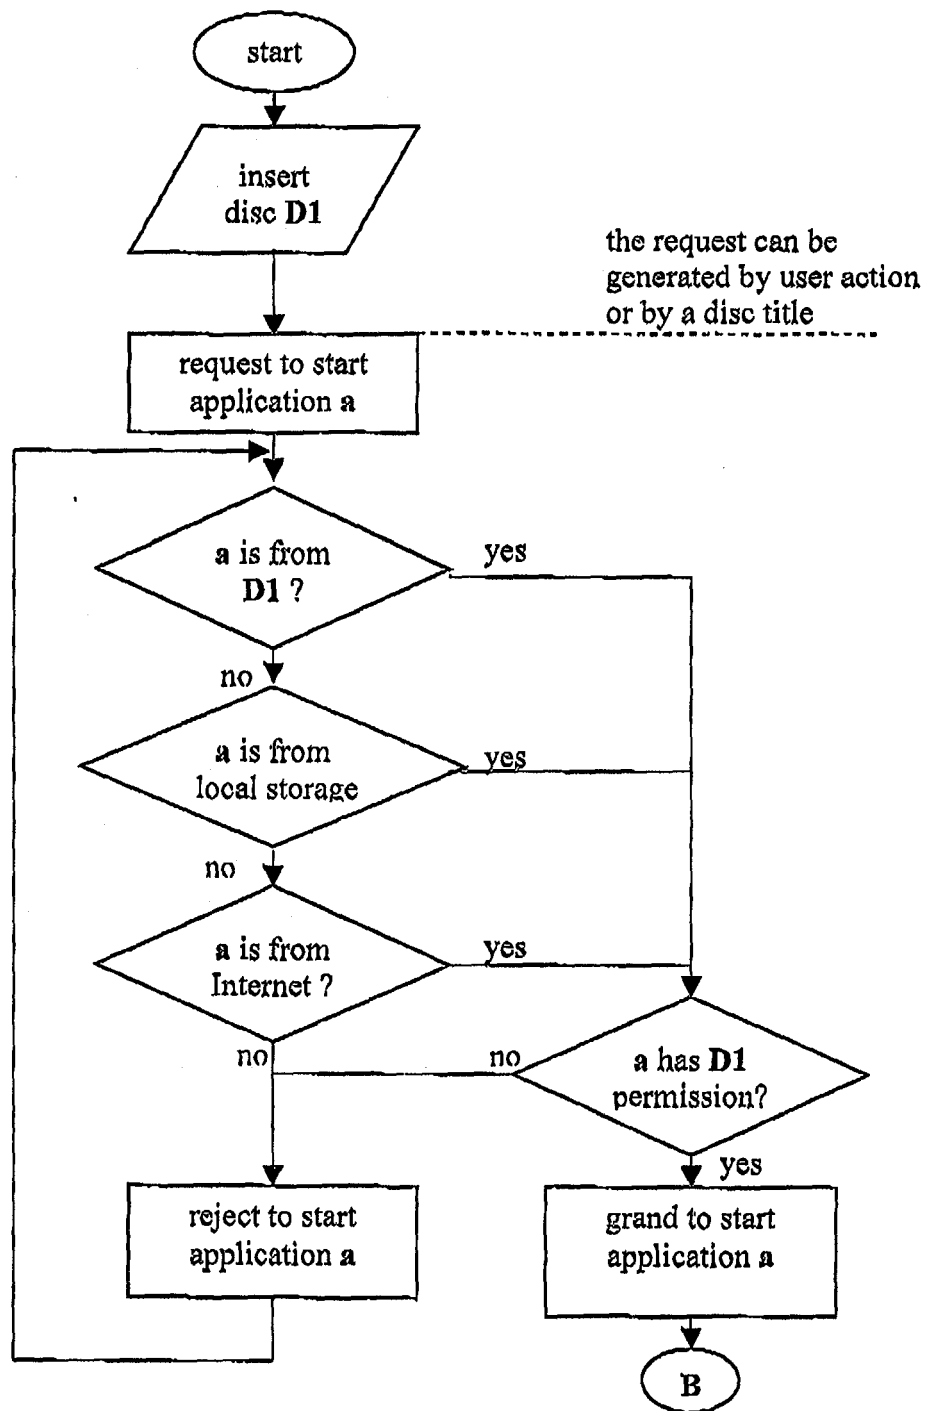 start
insert
disc D1
the request can be
generated by user action
or by a disc title
request to start
application a
a is from
D1 ?
yes
no
a is from
local storage
yes
no
a is from
Internet ?
yes
no
no
a has D1
permission?
yes
reject to start
application a
grand to start
application a
B